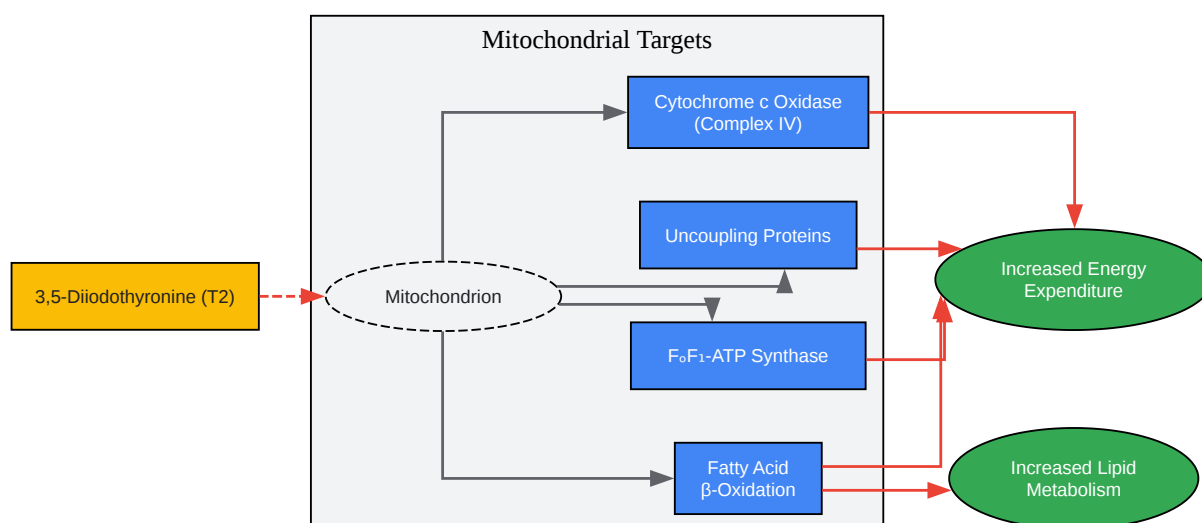 Mitochondrial Targets
Cytochrome c Oxidase
(Complex IV)
Uncoupling Proteins
Increased Energy
Expenditure
3,5-Diiodothyronine (T2)
Mitochondrion
FₒF₁-ATP Synthase
Fatty Acid
β-Oxidation
Increased Lipid
Metabolism